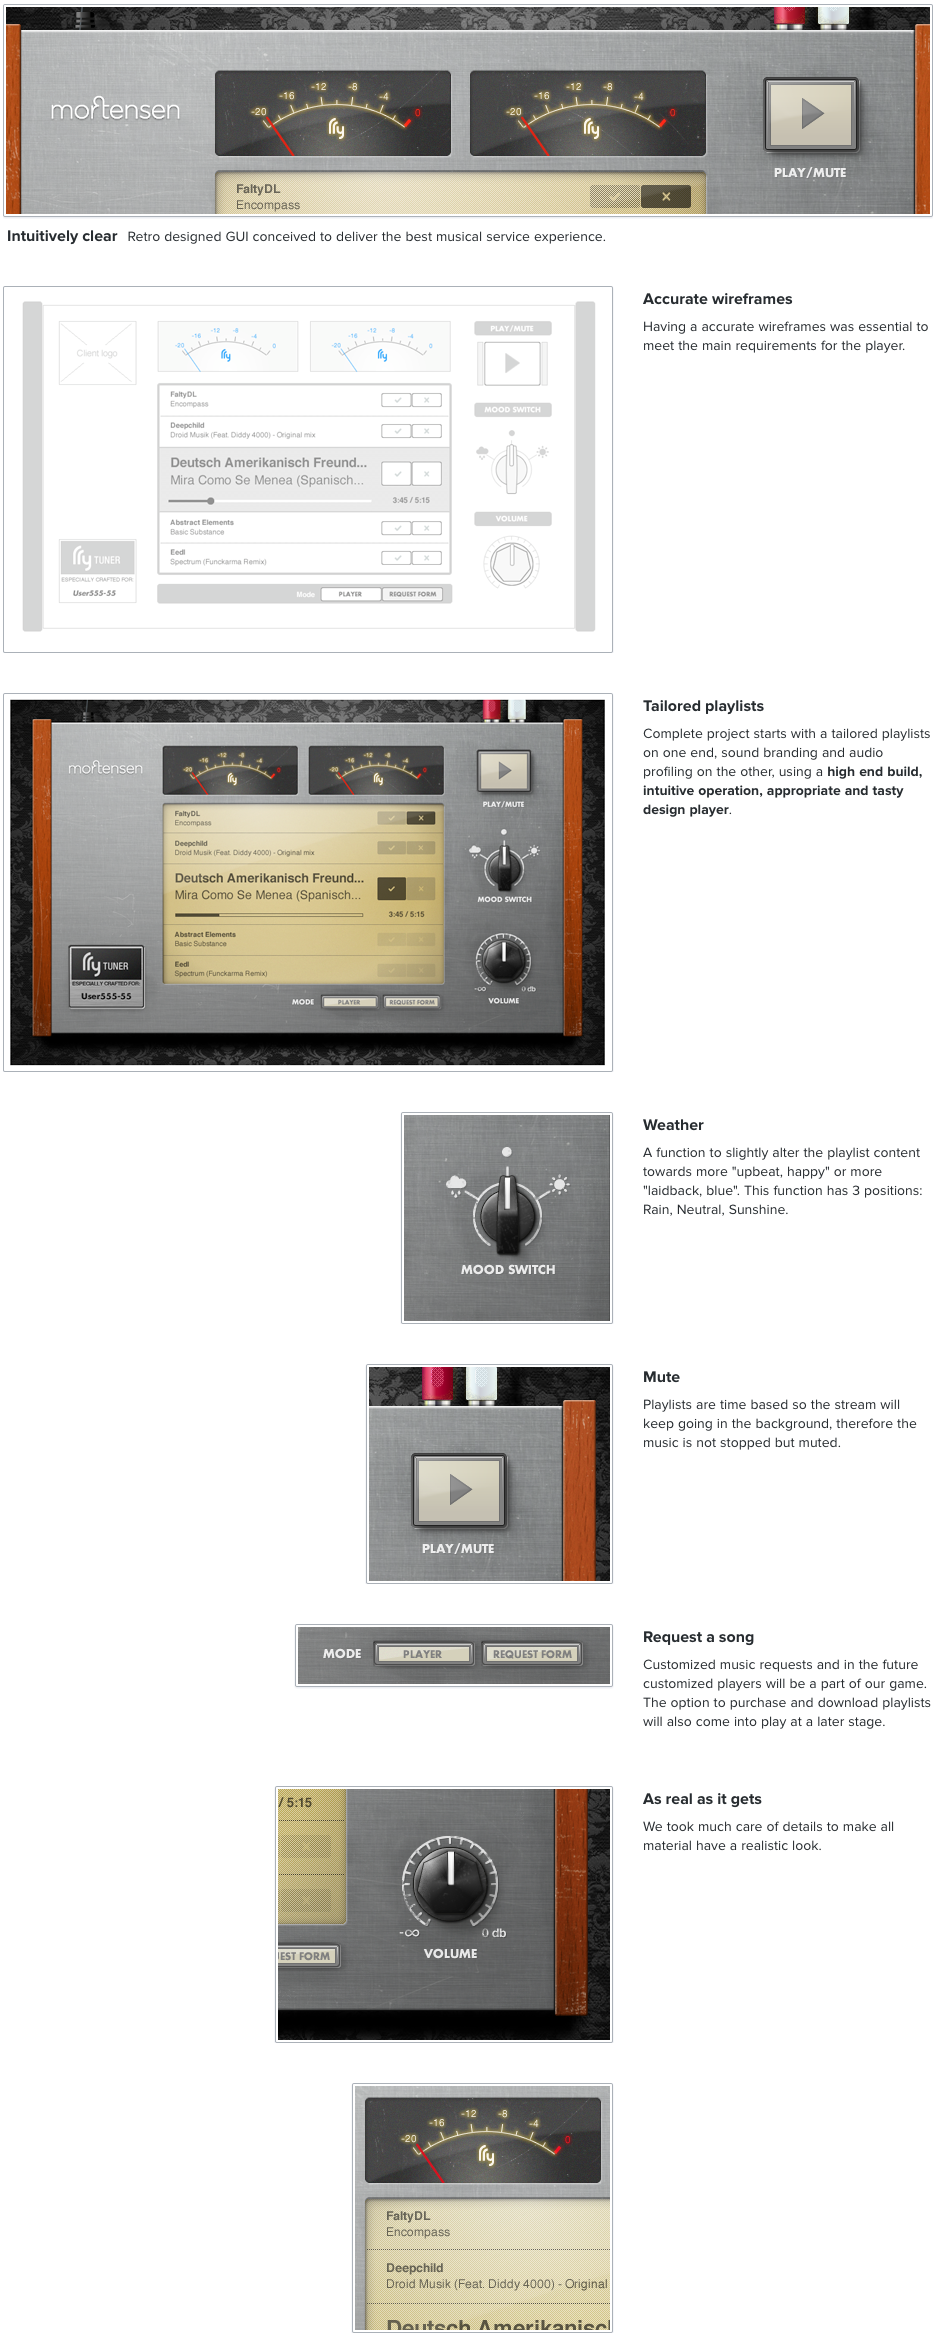 moftensen
-20 -16 -12 -8 -4 0
-20 -16 -12 -8 -4 0
PLAY/MUTE
FaltyDL
Encompass
Intuitively clear Retro designed GUI conceived to deliver the best musical service experience.
Client logo
-20 -16 -12 -8 -4 0
-20 -16 -12 -8 -4 0
PLAY/MUTE
FaltyDL
Encompass
Deepchild
Droid Musik (Feat. Diddy 4000) - Original mix
MOOD SWITCH
Deutsch Amerikanisch Freund...
Mira Como Se Menea (Spanisch...
3:45 / 5:15
Abstract Elements
Basic Substance
VOLUME
Eedl
Spectrum (Funckarma Remix)
rry TUNER
ESPECIALLY CRAFTED FOR:
User555-55
Mode PLAYER REQUEST FORM
Accurate wireframes
Having a accurate wireframes was essential to
meet the main requirements for the player.
moftensen
-20 -16 -12 -8 -4 0
-20 -16 -12 -8 -4 0
PLAY/MUTE
FaltyDL
Encompass
Deepchild
Droid Musik (Feat. Diddy 4000) - Original mix
Deutsch Amerikanisch Freund...
Mira Como Se Menea (Spanisch...
3:45 / 5:15
MOOD SWITCH
Abstract Elements
Basic Substance
Eedl
Spectrum (Funckarma Remix)
-∞ 0 db
VOLUME
rry TUNER
ESPECIALLY CRAFTED FOR:
User555-55
MODE PLAYER REQUEST FORM
Tailored playlists
Complete project starts with a tailored playlists
on one end, sound branding and audio
profiling on the other, using a high end build,
intuitive operation, appropriate and tasty
design player.
MOOD SWITCH
Weather
A function to slightly alter the playlist content
towards more "upbeat, happy" or more
"laidback, blue". This function has 3 positions:
Rain, Neutral, Sunshine.
PLAY/MUTE
Mute
Playlists are time based so the stream will
keep going in the background, therefore the
music is not stopped but muted.
MODE PLAYER REQUEST FORM
Request a song
Customized music requests and in the future
customized players will be a part of our game.
The option to purchase and download playlists
will also come into play at a later stage.
/ 5:15
EST FORM
-∞ 0 db
VOLUME
As real as it gets
We took much care of details to make all
material have a realistic look.
-20 -16 -12 -8 -4 0
FaltyDL
Encompass
Deepchild
Droid Musik (Feat. Diddy 4000) - Original
Deutsch Amerikanisch